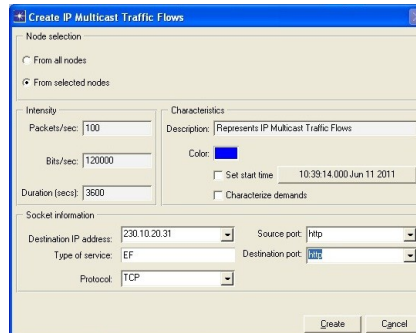 Create IP Multicast Traffic Flows
Node selection
From all nodes
From selected nodes
Intensity
Packets/sec: 100
Bits/sec: 120000
Duration (secs): 3600
Characteristics
Description: Represents IP Multicast Traffic Flows
Color:
Set start time 10:39:14.000 Jun 11 2011
Characterize demands
Socket information
Destination IP address: 230.10.20.31 Source port: http
Type of service: EF Destination port: http
Protocol: TCP
Create Cancel